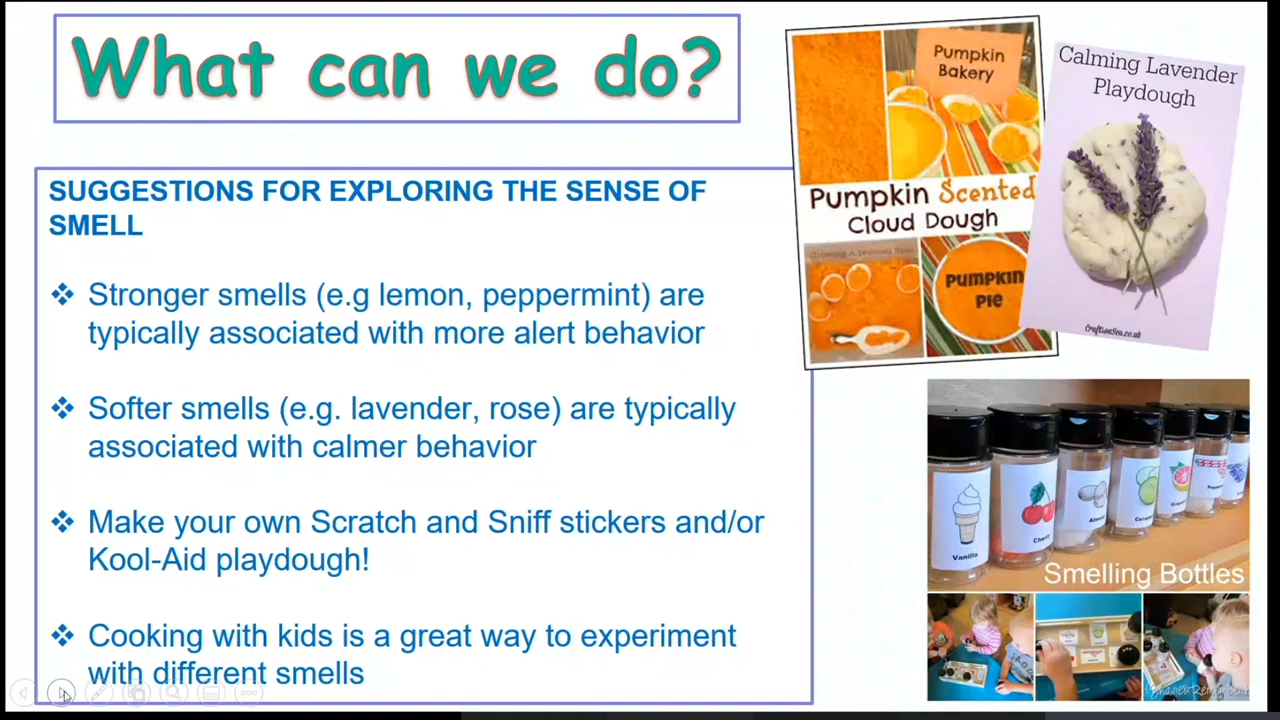 What can we do?
SUGGESTIONS FOR EXPLORING THE SENSE OF
SMELL
❖ Stronger smells (e.g lemon, peppermint) are
typically associated with more alert behavior
❖ Softer smells (e.g. lavender, rose) are typically
associated with calmer behavior
❖ Make your own Scratch and Sniff stickers and/or
Kool-Aid playdough!
❖ Cooking with kids is a great way to experiment
with different smells
Pumpkin
Bakery
Pumpkin Scented
Cloud Dough
PUMPKIN
PIE
Calming Lavender
Playdough
CraftsonSea.co.uk
Vanilla
Smelling Bottles